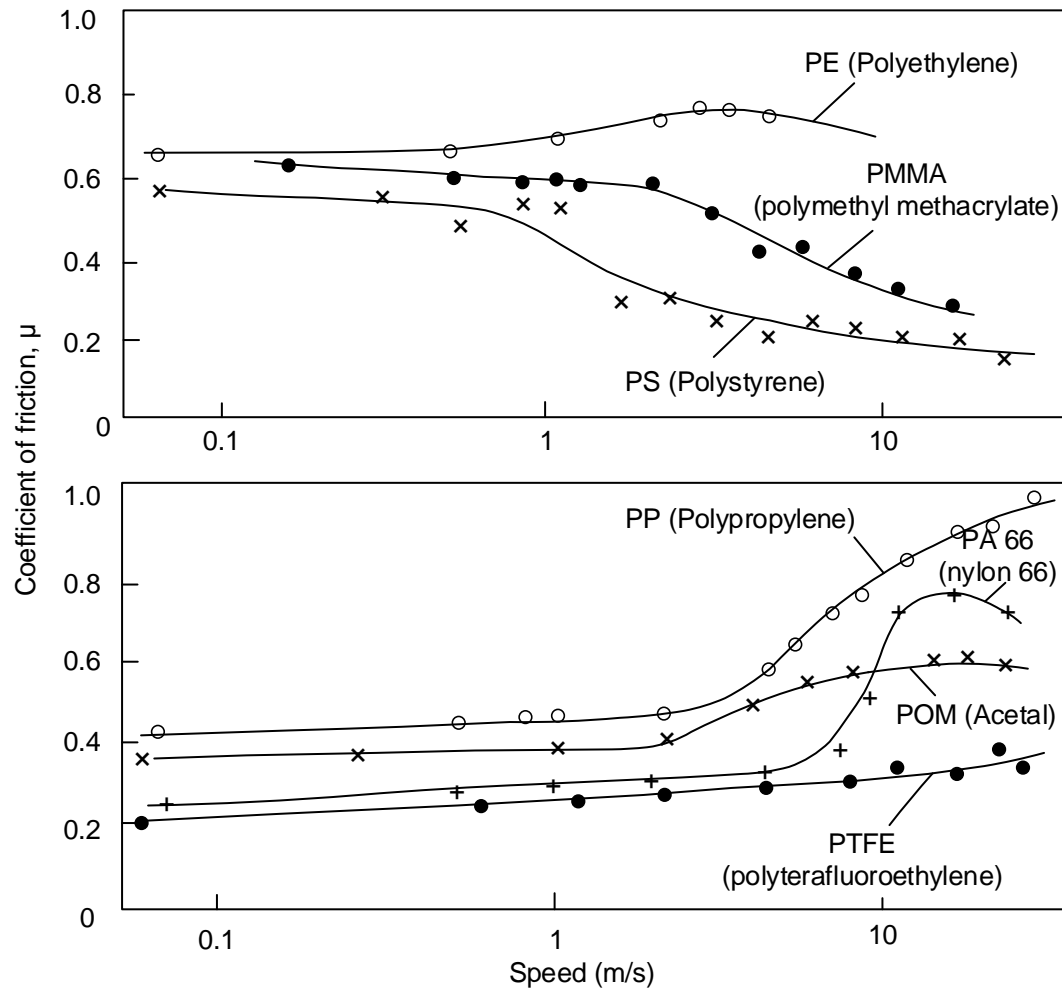 1.0
PE (Polyethylene)
0.8
PMMA
(polymethyl methacrylate)
0.6
0.4
0.2
PS (Polystyrene)
0
0.1
1
10
Coefficient of friction, μ
1.0
PP (Polypropylene)
PA 66
(nylon 66)
0.8
0.6
POM (Acetal)
0.4
0.2
PTFE
(polyterafluoroethylene)
0
0.1
1
10
Speed (m/s)